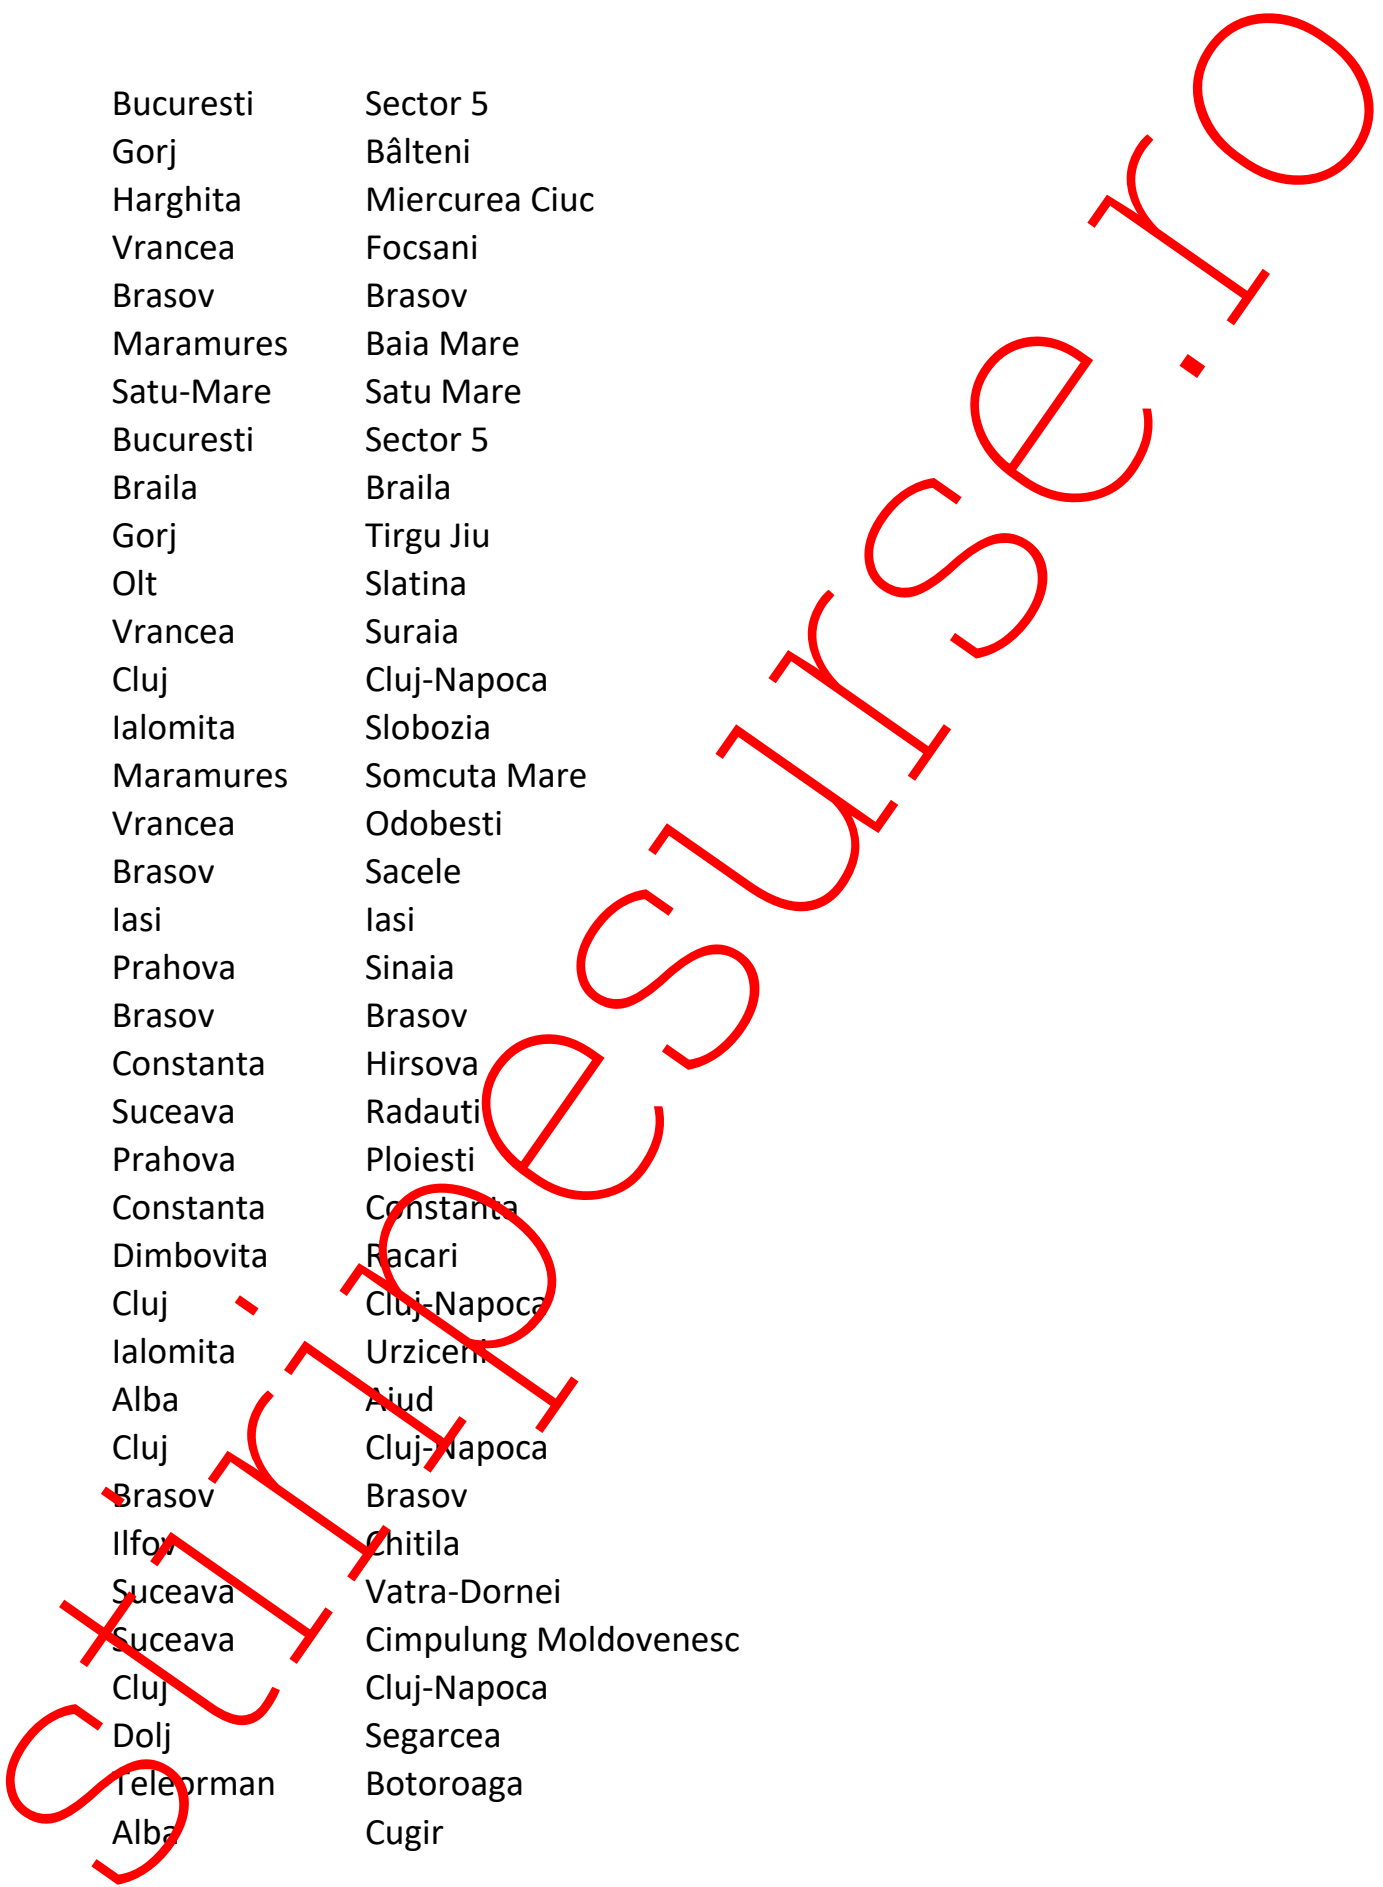 Bucuresti Sector 5
Gorj Bâlteni
Harghita Miercurea Ciuc
Vrancea Focsani
Brasov Brasov
Maramures Baia Mare
Satu-Mare Satu Mare
Bucuresti Sector 5
Braila Braila
Gorj Tirgu Jiu
Olt Slatina
Vrancea Suraia
Cluj Cluj-Napoca
Ialomita Slobozia
Maramures Somcuta Mare
Vrancea Odobesti
Brasov Sacele
Iasi Iasi
Prahova Sinaia
Brasov Brasov
Constanta Hirsova
Suceava Radauti
Prahova Ploiesti
Constanta Constanta
Dimbovita Racari
Cluj Cluj-Napoca
Ialomita Urziceni
Alba Aiud
Cluj Cluj-Napoca
Brasov Brasov
Ilfov Chitila
Suceava Vatra-Dornei
Suceava Cimpulung Moldovenesc
Cluj Cluj-Napoca
Dolj Segarcea
Teleorman Botoroaga
Alba Cugir
stiripesurse.ro